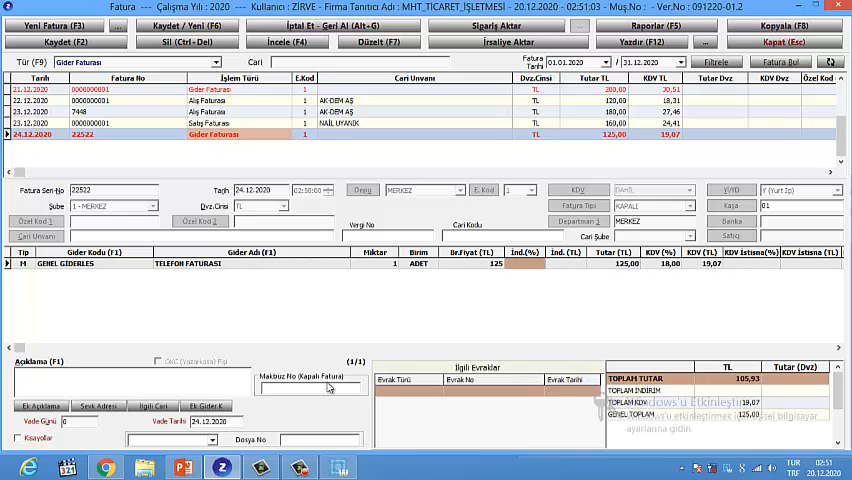 Fatura - Çalışma Sayfası : 2020 - Kullanıcı : ZİRVE - Firma Tanıtıcı Adı : MHT_TİCARET_İŞLETMESİ - 20.12.2020 - 02:51:03 - Müş.No : - Ver.No : 091220-01.2
Yeni Fatura (F3) ... Kaydet / Yeni (F6) İptal Et - Geri Al (Alt+G) Sipariş Aktar ... Raporlar (F5) Kopyala (F8)
Kaydet (F2) Sil (Ctrl-Del) İncele (F4) Düzelt (F7) İrsaliye Aktar Yazdır (F12) ... Kapat (Esc)
Tür (F9) Gider Faturası Cari Fatura Tarihi 01.01.2020 / 31.12.2020 Filtrele Fatura Bul
Tarih Fatura No İşlem Türü E.Kod Cari Unvanı Dvz.Cinsi Tutar TL KDV TL Tutar Dvz KDV Dvz Özel Kod
21.12.2020 0000000001 Gider Faturası 1 TL 200,00 30,51
22.12.2020 0000000001 Alış Faturası 1 AK-DEM AŞ TL 120,00 18,31
23.12.2020 7448 Alış Faturası 1 AK-DEM AŞ TL 180,00 27,46
23.12.2020 0000000001 Satış Faturası 1 NAİL UYANIK TL 160,00 24,41
24.12.2020 22522 Gider Faturası 1 TL 125,00 19,07
Fatura Seri-No 22522 Tarih 24.12.2020 02:50:00 Depo MERKEZ E. Kod 1 KDV DAHİL Yİ/YD Y (Yurt İç)
Şube 1 - MERKEZ Dvz.Cinsi TL Fatura Tipi KAPALI Kasa 01
Özel Kod 1 Özel Kod 2 Vergi No Cari Kodu Departman 3 MERKEZ Banka
Cari Unvanı Cari Şube Satıcı
Tip Gider Kodu (F1) Gider Adı (F1) Miktar Birim Br.Fiyat (TL) İnd.(%) İnd. (TL) Tutar (TL) KDV (%) KDV (TL) KDV İstisna(%) KDV İstisna (TL)
M GENEL GİDERLES TELEFON FATURASI 1 ADET 125 125,00 18,00 19,07
Açıklama (F1) ÖKC (Yazarkasa) Fişi (1/1)
Makbuz No (Kapalı Fatura)
Ek Açıklama Sevk Adresi İlgili Cari Ek Gider K.
Vade Günü 0 Vade Tarihi 24.12.2020
Kısayollar Dosya No
İlgili Evraklar
Evrak Türü Evrak No Evrak Tarihi
TL Tutar (Dvz)
TOPLAM TUTAR 105,93
TOPLAM İNDİRİM
TOPLAM KDV 19,07
GENEL TOPLAM 125,00
Windows'u Etkinleştir
Windows'u etkinleştirmek için kişisel bilgisayar
ayarlarına gidin.
TUR 02:51
TRF 20.12.2020